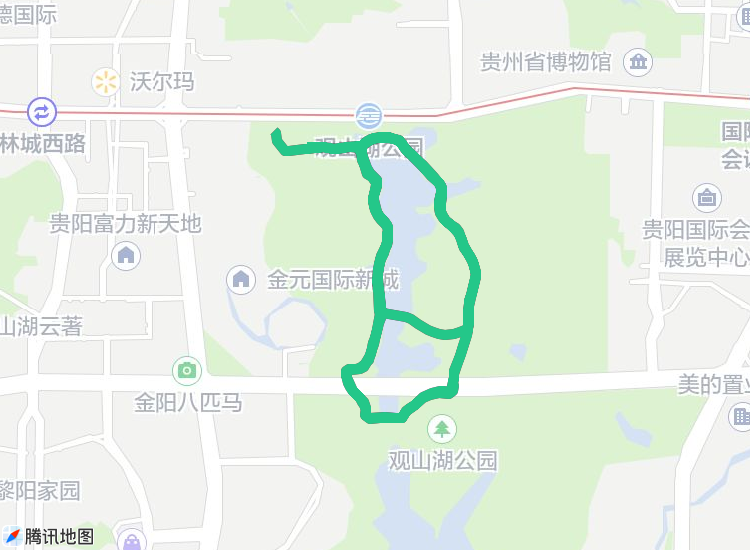 德国际
沃尔玛
贵州省博物馆
林城西路
观山湖公园
国际
会议
贵阳富力新天地
贵阳国际会
展览中心
金元国际新城
山湖云著
美的置业
金阳八匹马
观山湖公园
黎阳家园
腾讯地图